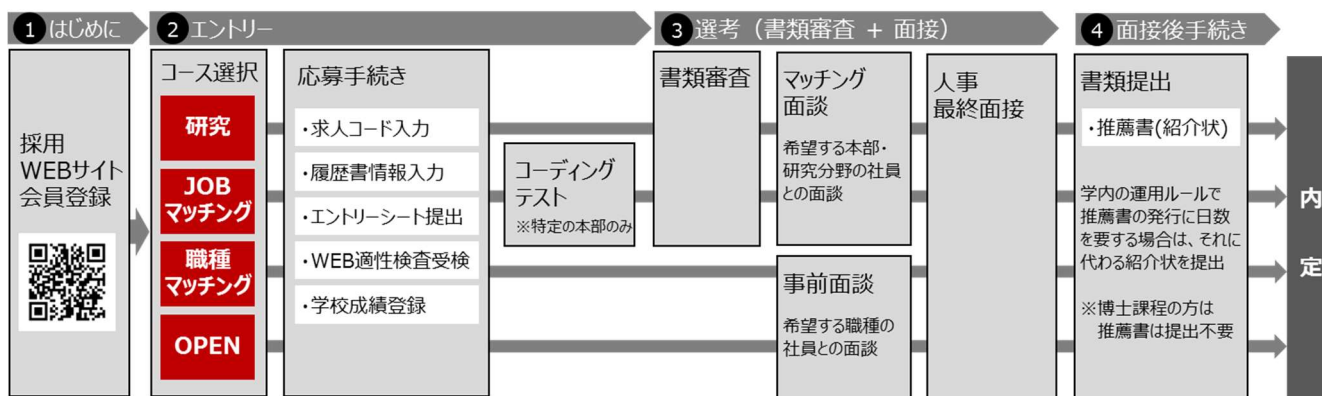 1 はじめに
2 エントリー
3 選考（書類審査 + 面接）
4 面接後手続き
採用
WEBサイト
会員登録
コース選択
研究
JOB
マッチング
職種
マッチング
OPEN
応募手続き
・求人コード入力
・履歴書情報入力
・エントリーシート提出
・WEB適性検査受検
・学校成績登録
コーディング
テスト
※特定の本部のみ
書類審査
マッチング
面談
希望する本部・
研究分野の社員
との面談
事前面談
希望する職種の
社員との面談
人事
最終面接
書類提出
・推薦書(紹介状)
学内の運用ルールで
推薦書の発行に日数
を要する場合は、それに
代わる紹介状を提出
※博士課程の方は
推薦書は提出不要
内
定